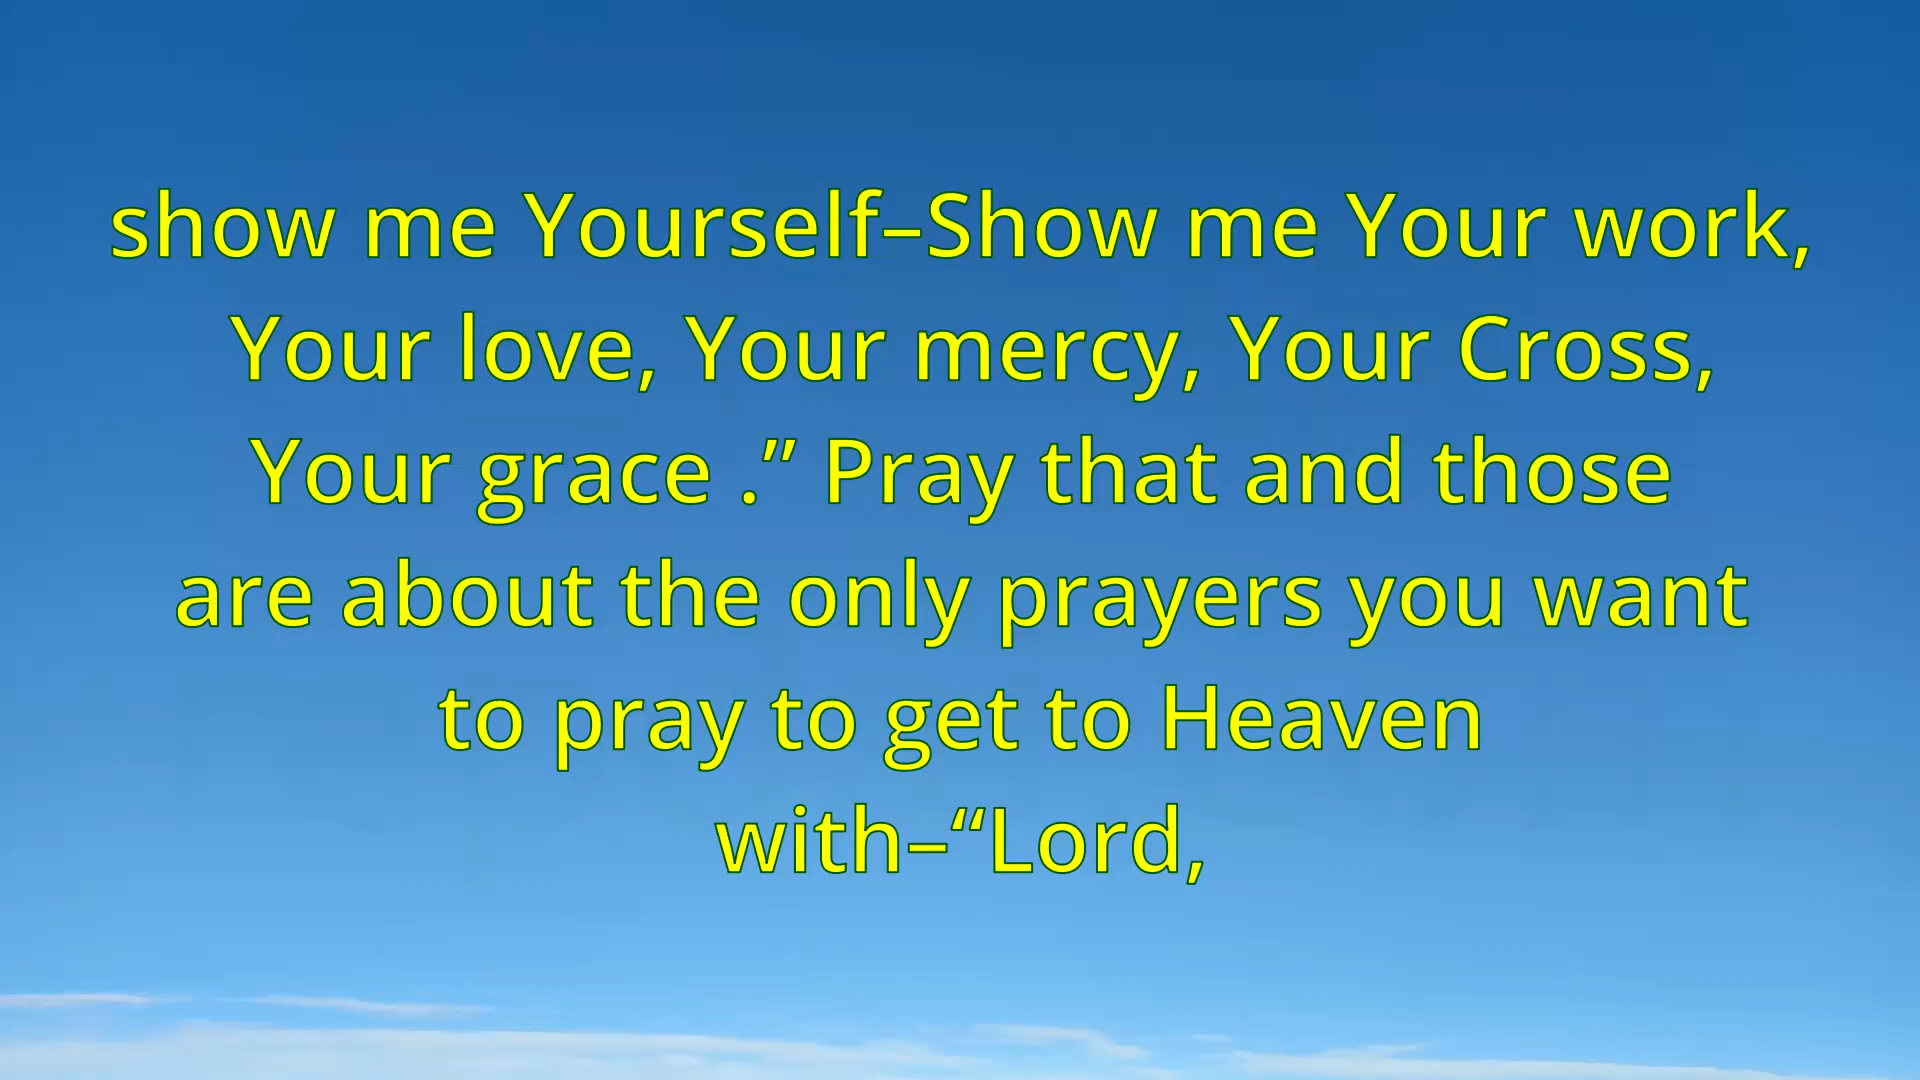 show me Yourself–Show me Your work,
Your love, Your mercy, Your Cross,
Your grace .” Pray that and those
are about the only prayers you want
to pray to get to Heaven
with–“Lord,